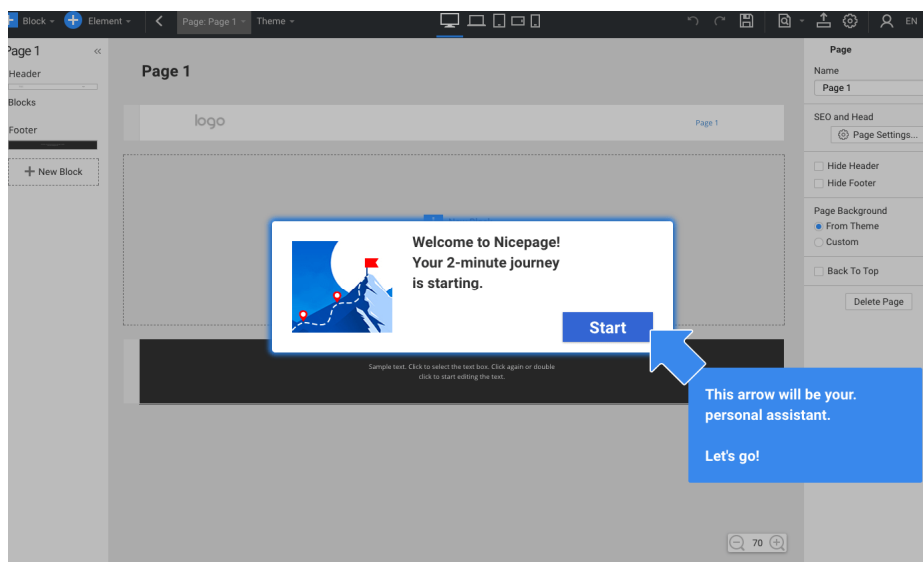 Block
Element
Page: Page 1
Theme
EN
Page 1
Header
Blocks
Footer
New Block
Page 1
logo
Page 1
Welcome to Nicepage!
Your 2-minute journey
is starting.
Start
Sample text. Click to select the text box. Click again or double
click to start editing the text.
This arrow will be your.
personal assistant.
Let's go!
70
Page
Name
Page 1
SEO and Head
Page Settings...
Hide Header
Hide Footer
Page Background
From Theme
Custom
Back To Top
Delete Page